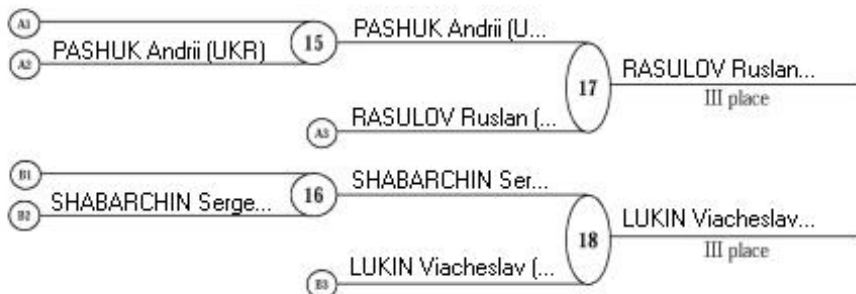 A1
PASHUK Andrii (UKR)
A2
15
PASHUK Andrii (U...
RASULOV Ruslan (...
A3
17
RASULOV Ruslan...
III place
B1
SHABARCHIN Serge...
B2
16
SHABARCHIN Ser...
LUKIN Viacheslav (...
B3
18
LUKIN Viacheslav...
III place